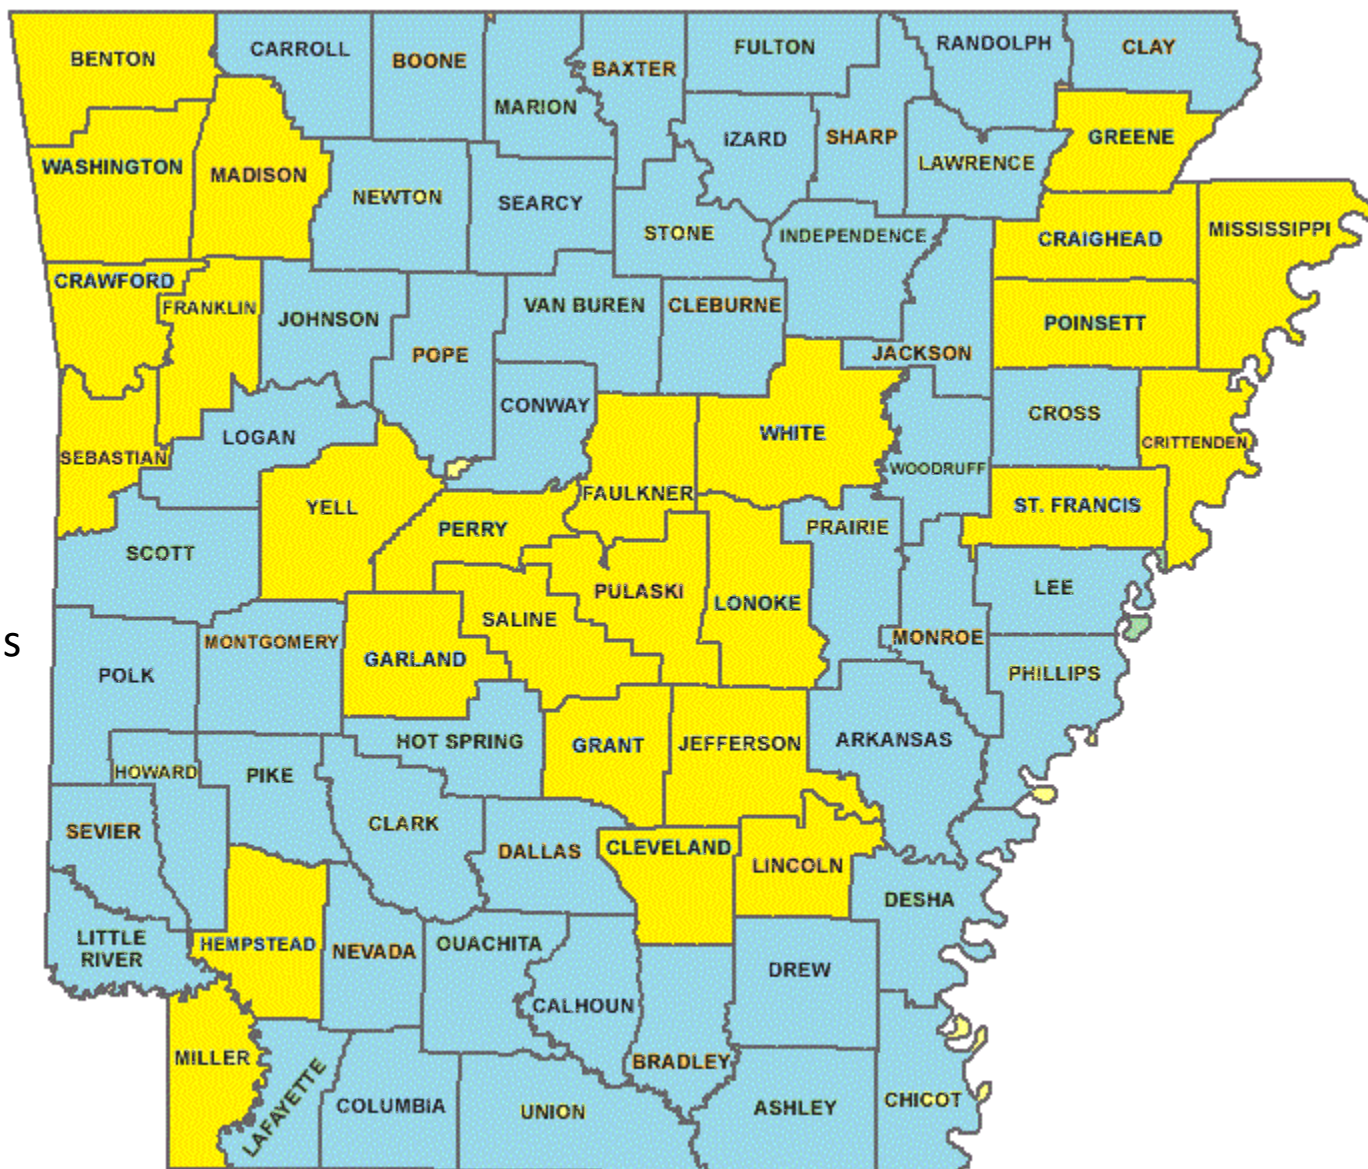 BENTON
CARROLL
BOONE
MARION
BAXTER
FULTON
RANDOLPH
CLAY
IZARD
SHARP
LAWRENCE
GREENE
WASHINGTON
MADISON
NEWTON
SEARCY
STONE
INDEPENDENCE
CRAIGHEAD
MISSISSIPPI
CRAWFORD
FRANKLIN
JOHNSON
POPE
VAN BUREN
CLEBURNE
JACKSON
POINSETT
SEBASTIAN
LOGAN
CONWAY
FAULKNER
WHITE
WOODRUFF
CROSS
CRITTENDEN
SCOTT
YELL
PERRY
PULASKI
LONOKE
PRAIRIE
ST. FRANCIS
S
POLK
MONTGOMERY
GARLAND
SALINE
MONROE
LEE
PHILLIPS
HOWARD
PIKE
HOT SPRING
GRANT
JEFFERSON
ARKANSAS
SEVIER
CLARK
DALLAS
CLEVELAND
LINCOLN
DESHA
LITTLE
RIVER
HEMPSTEAD
NEVADA
OUACHITA
CALHOUN
BRADLEY
DREW
MILLER
LAFAYETTE
COLUMBIA
UNION
ASHLEY
CHICOT